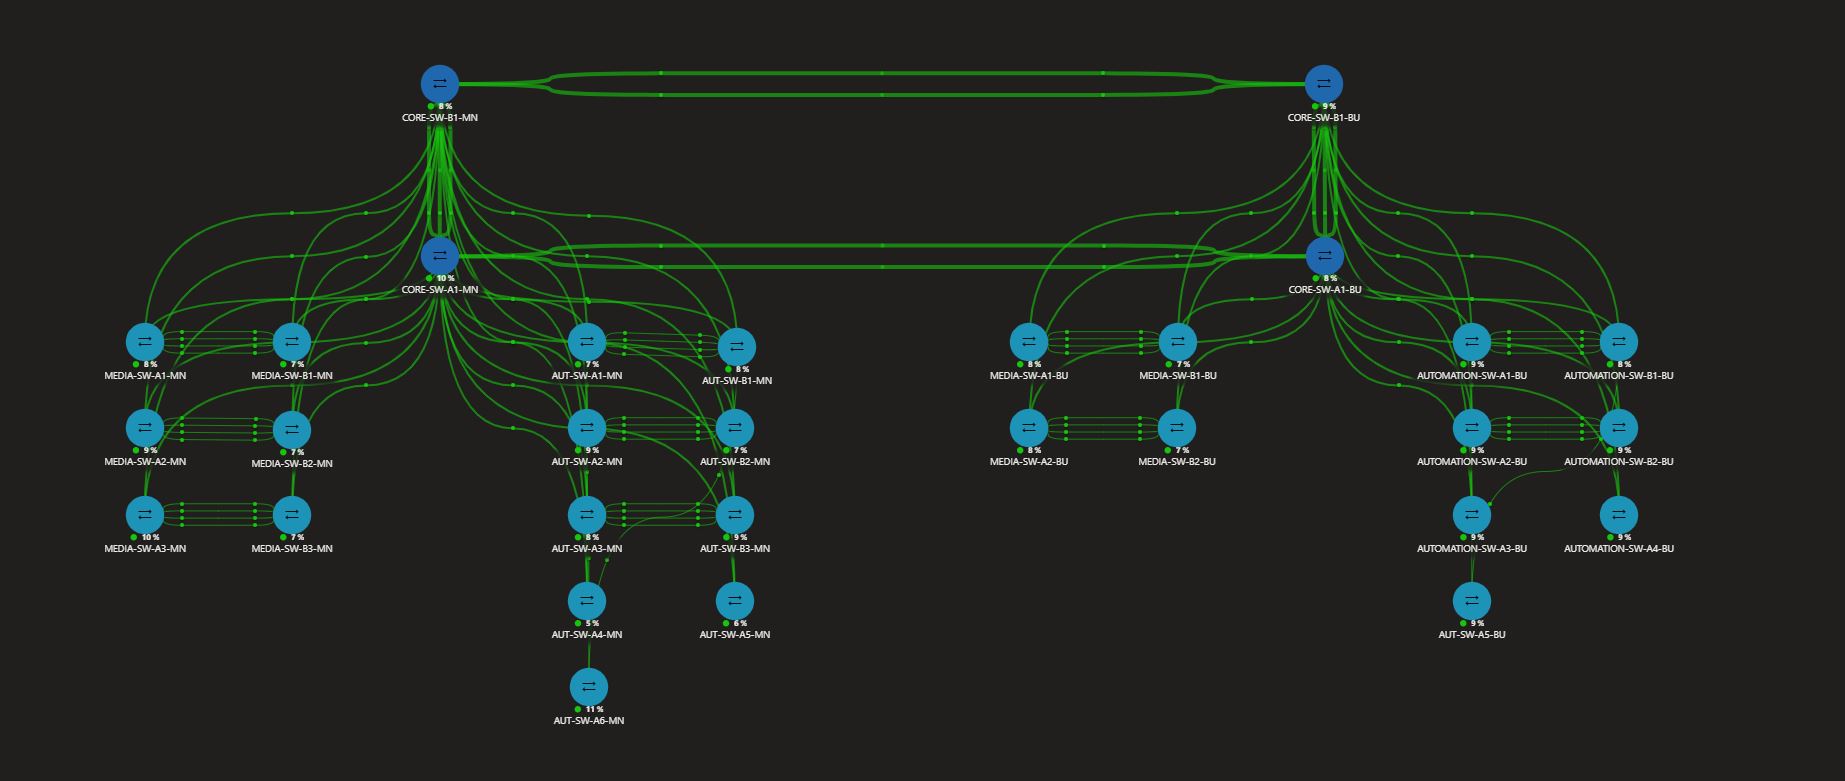 8 %
CORE-SW-B1-MN
9 %
CORE-SW-B1-BU
10 %
CORE-SW-A1-MN
8 %
CORE-SW-A1-BU
8 %
MEDIA-SW-A1-MN
7 %
MEDIA-SW-B1-MN
7 %
AUT-SW-A1-MN
8 %
AUT-SW-B1-MN
8 %
MEDIA-SW-A1-BU
7 %
MEDIA-SW-B1-BU
9 %
AUTOMATION-SW-A1-BU
8 %
AUTOMATION-SW-B1-BU
9 %
MEDIA-SW-A2-MN
7 %
MEDIA-SW-B2-MN
9 %
AUT-SW-A2-MN
7 %
AUT-SW-B2-MN
8 %
MEDIA-SW-A2-BU
7 %
MEDIA-SW-B2-BU
9 %
AUTOMATION-SW-A2-BU
9 %
AUTOMATION-SW-B2-BU
10 %
MEDIA-SW-A3-MN
7 %
MEDIA-SW-B3-MN
8 %
AUT-SW-A3-MN
9 %
AUT-SW-B3-MN
9 %
AUTOMATION-SW-A3-BU
9 %
AUTOMATION-SW-A4-BU
5 %
AUT-SW-A4-MN
6 %
AUT-SW-A5-MN
9 %
AUT-SW-A5-BU
11 %
AUT-SW-A6-MN